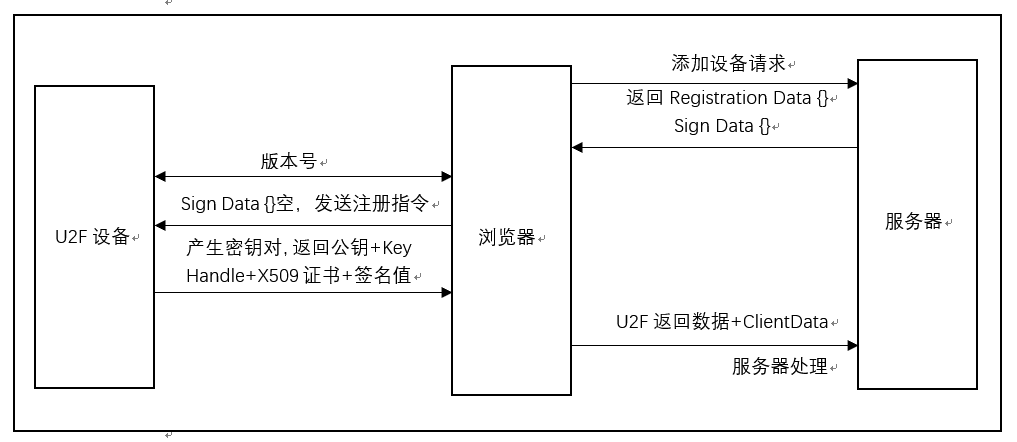 添加设备请求
返回 Registration Data {}
Sign Data {}
版本号
Sign Data {}空，发送注册指令
U2F 设备
浏览器
服务器
产生密钥对, 返回公钥+Key
Handle+X509 证书+签名值
U2F 返回数据+ClientData
服务器处理